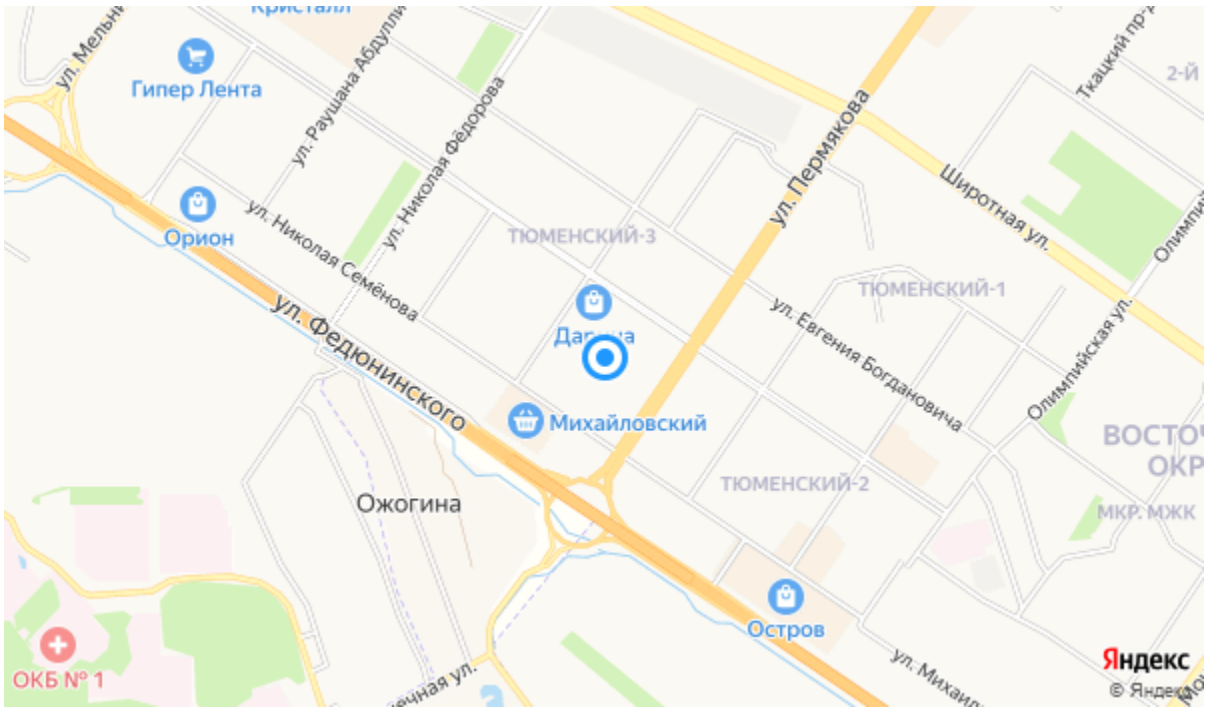 Кристалл
ул. Мельни
Гипер Лента
ул. Раушана Абдулли
ул. Николая Фёдорова
ул. Пермякова
Ткацкий пр-д
2-й
Широтная ул.
Орион
ул. Николая Семёнова
ТЮМЕНСКИЙ-3
ТЮМЕНСКИЙ-1
Олимпий
ул. Федюнинского
ул. Евгения Богдановича
Олимпийская ул.
Михайловский
ВОСТОЧ
ОКР
ТЮМЕНСКИЙ-2
МКР. МЖК
Ожогина
Остров
ОКБ № 1
ечная ул.
ул. Михаил
Яндекс
© Яндекс